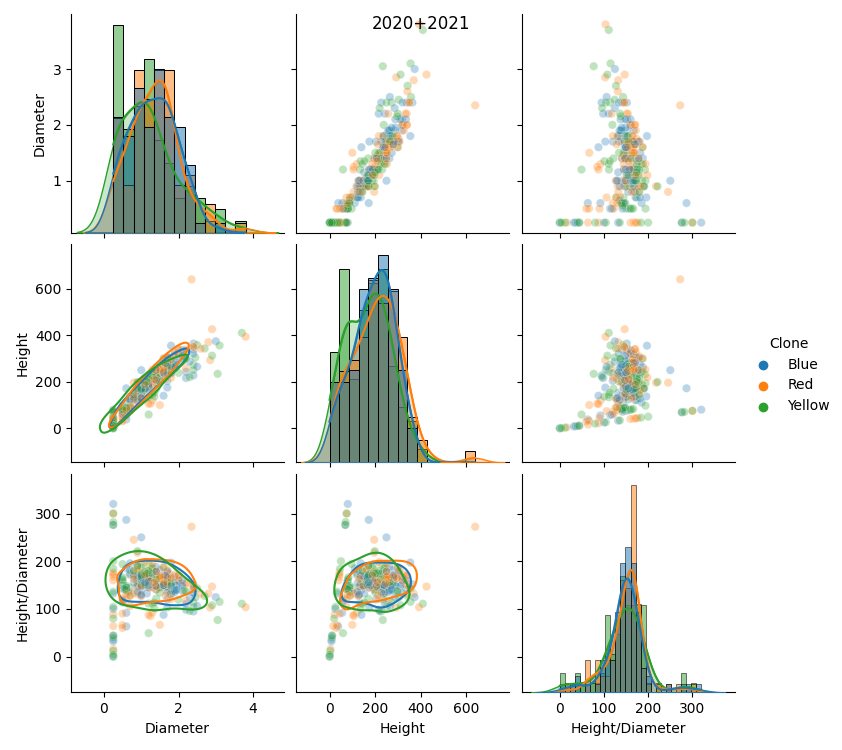 2020+2021
Diameter
3
2
1
Height
600
400
200
0
Clone
Blue
Red
Yellow
Height/Diameter
300
200
100
0
0 2 4
0 200 400 600
0 100 200 300
Diameter
Height
Height/Diameter